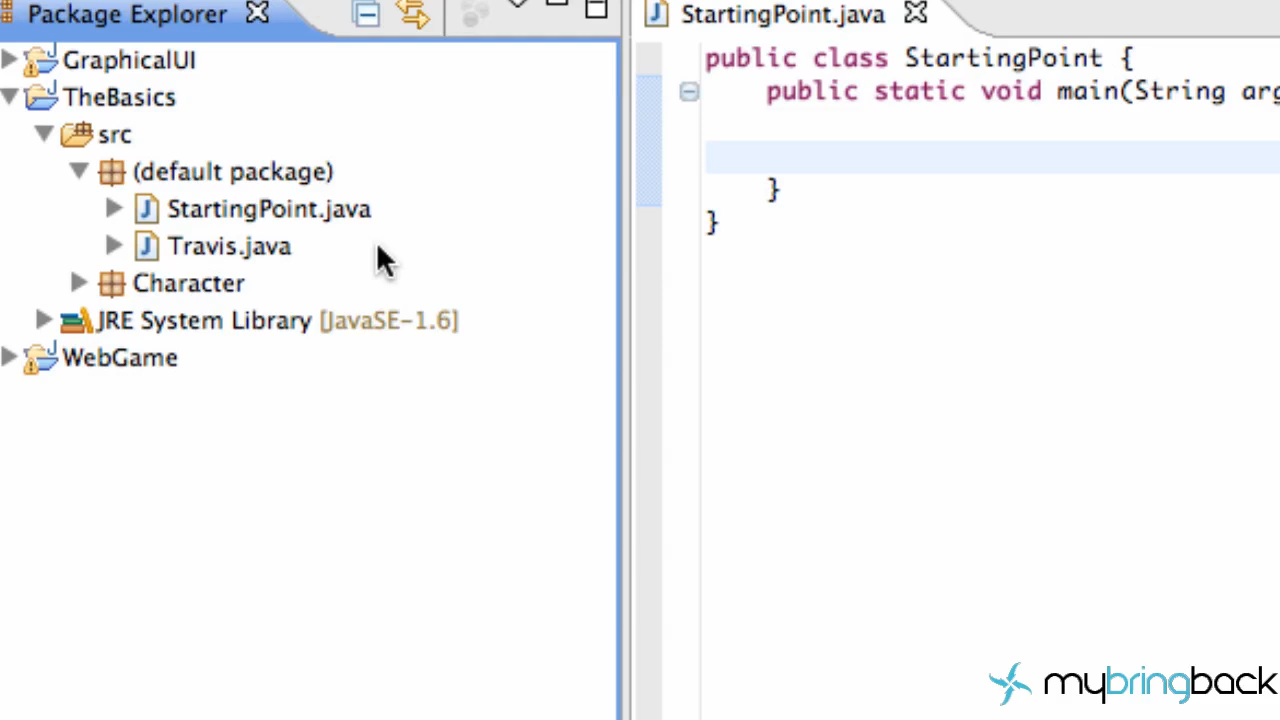 Package Explorer
GraphicalUI
TheBasics
src
(default package)
StartingPoint.java
Travis.java
Character
JRE System Library [JavaSE-1.6]
WebGame
StartingPoint.java
public class StartingPoint {
public static void main(String arg
}
}
mybringback